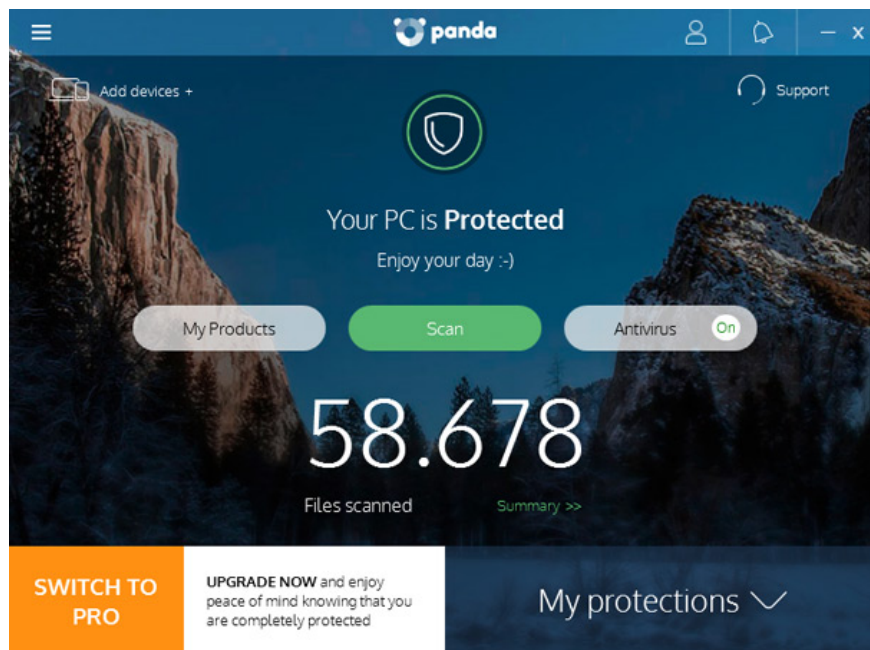 panda
Add devices +
Support
Your PC is Protected
Enjoy your day :-)
My Products
Scan
Antivirus
On
58.678
Files scanned
Summary >>
SWITCH TO
PRO
UPGRADE NOW and enjoy
peace of mind knowing that you
are completely protected
My protections